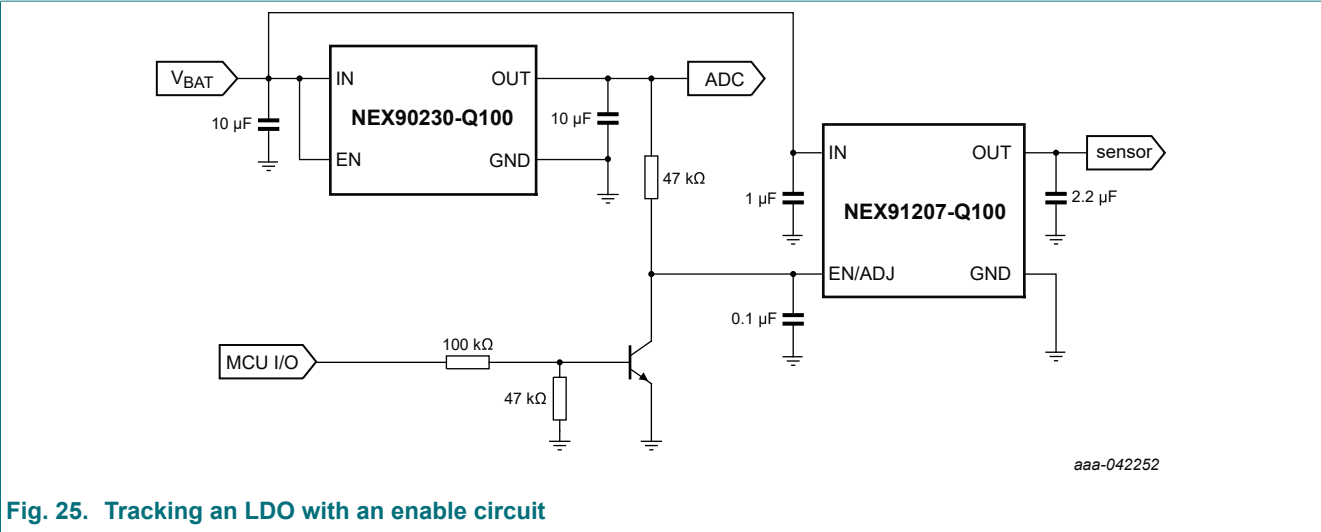 VBAT
IN
OUT
ADC
NEX90230-Q100
10 µF
10 µF
EN
GND
47 kΩ
IN
OUT
sensor
1 µF
NEX91207-Q100
2.2 µF
EN/ADJ
GND
0.1 µF
MCU I/O
100 kΩ
47 kΩ
aaa-042252
Fig. 25. Tracking an LDO with an enable circuit